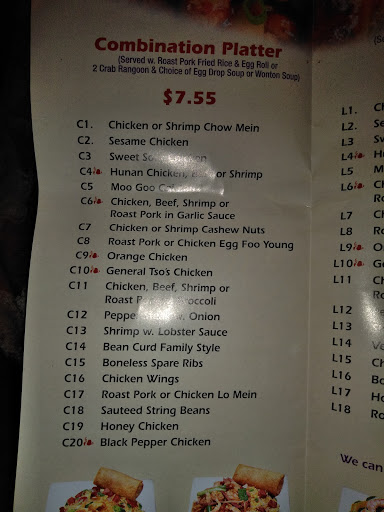 Combination Platter
(Served w. Roast Pork Fried Rice & Egg Roll or
2 Crab Rangoon & Choice of Egg Drop Soup or Wonton Soup)
$7.55
C1. Chicken or Shrimp Chow Mein
C2. Sesame Chicken
C3 Sweet Chicken
C4 Hunan Chicken, or Shrimp
C5 Moo Goo
C6 Chicken, Beef, Shrimp or
Roast Pork in Garlic Sauce
C7 Chicken or Shrimp Cashew Nuts
C8 Roast Pork or Chicken Egg Foo Young
C9 Orange Chicken
C10 General Tso's Chicken
C11 Chicken, Beef, Shrimp or
Roast Broccoli
C12 Pepper Onion
C13 Shrimp w. Lobster Sauce
C14 Bean Curd Family Style
C15 Boneless Spare Ribs
C16 Chicken Wings
C17 Roast Pork or Chicken Lo Mein
C18 Sauteed String Beans
C19 Honey Chicken
C20 Black Pepper Chicken
L1.
L2.
L3
L4
L5
L6
L7
L8
L9
L10
L11
L12
L13
L14
L15
L16
L17
L18
We can